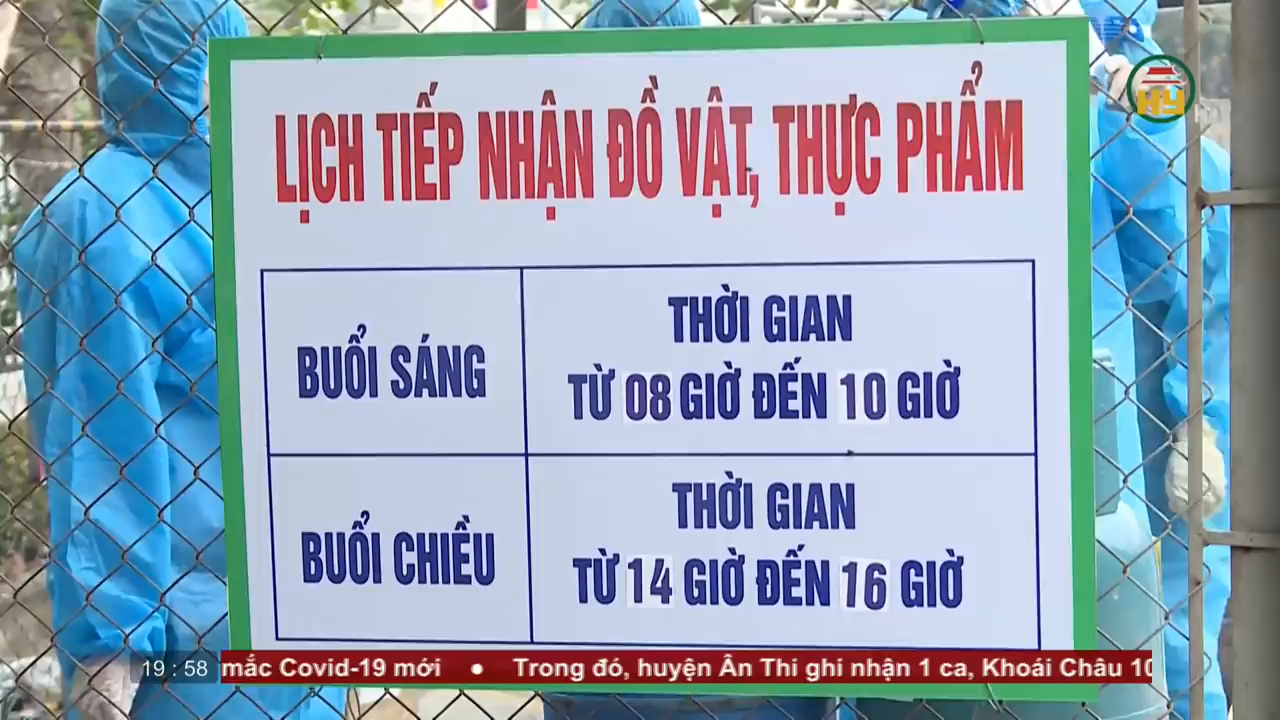 HY
LỊCH TIẾP NHẬN ĐỒ VẬT, THỰC PHẨM
BUỔI SÁNG
THỜI GIAN
TỪ 08 GIỜ ĐẾN 10 GIỜ
BUỔI CHIỀU
THỜI GIAN
TỪ 14 GIỜ ĐẾN 16 GIỜ
19 : 58 mắc Covid-19 mới • Trong đó, huyện Ân Thi ghi nhận 1 ca, Khoái Châu 10